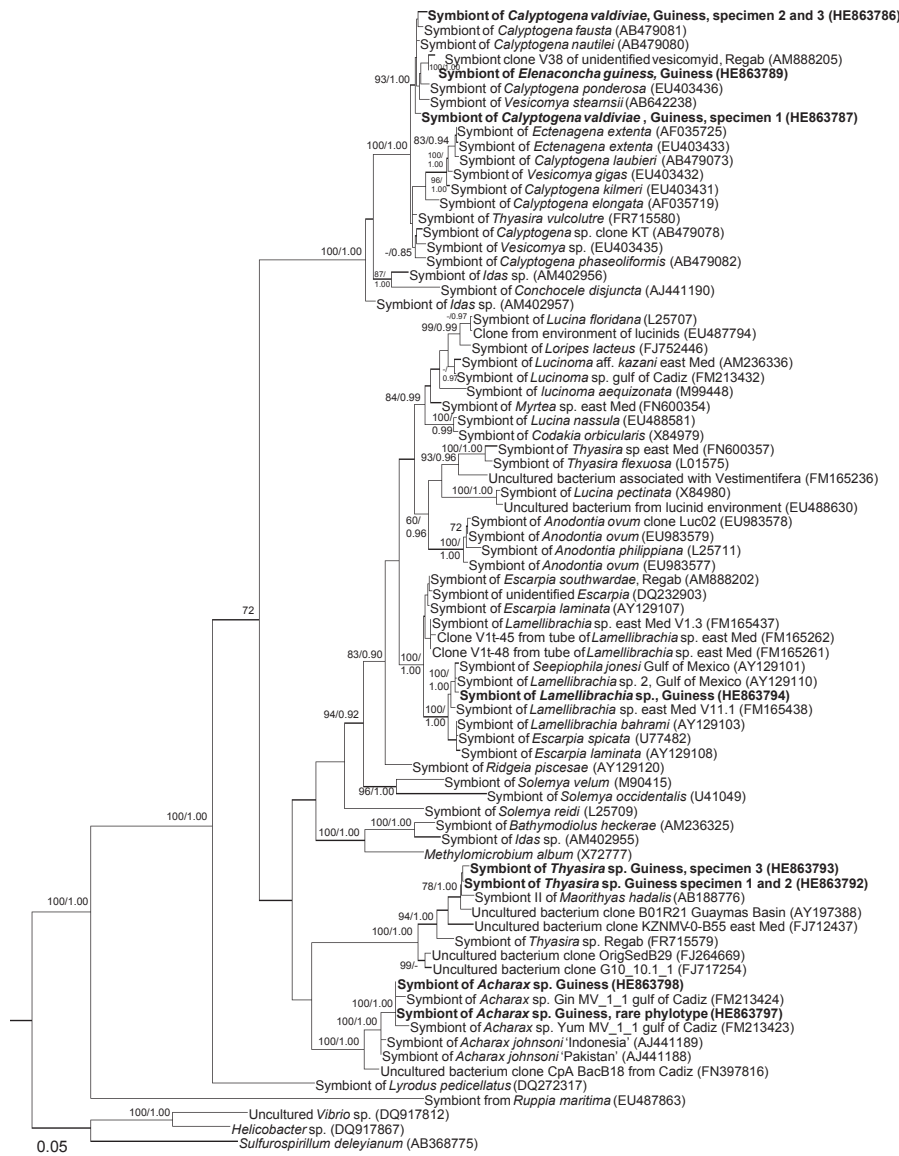 Symbiont of Calyptogena valdiviae, Guiness, specimen 2 and 3 (HE863786)
Symbiont of Calyptogena fausta (AB479081)
Symbiont of Calyptogena nautilei (AB479080)
Symbiont clone V38 of unidentified vesicomyid, Regab (AM888205)
100/1.00
Symbiont of Elenaconcha guiness, Guiness (HE863789)
93/1.00
Symbiont of Calyptogena ponderosa (EU403436)
Symbiont of Vesicomya stearnsii (AB642238)
Symbiont of Calyptogena valdiviae , Guiness, specimen 1 (HE863787)
Symbiont of Ectenagena extenta (AF035725)
83/0.94
100/1.00
Symbiont of Ectenagena extenta (EU403433)
100/
1.00
Symbiont of Calyptogena laubieri (AB479073)
Symbiont of Vesicomya gigas (EU403432)
96/
1.00
Symbiont of Calyptogena kilmeri (EU403431)
Symbiont of Calyptogena elongata (AF035719)
Symbiont of Thyasira vulcolutre (FR715580)
Symbiont of Calyptogena sp. clone KT (AB479078)
Symbiont of Vesicomya sp. (EU403435)
-/0.85
100/1.00
Symbiont of Calyptogena phaseoliformis (AB479082)
Symbiont of Idas sp. (AM402956)
87/
1.00
Symbiont of Conchocele disjuncta (AJ441190)
Symbiont of Idas sp. (AM402957)
-/0.97
Symbiont of Lucina floridana (L25707)
99/0.99
Clone from environment of lucinids (EU487794)
Symbiont of Loripes lacteus (FJ752446)
Symbiont of Lucinoma aff. kazani east Med (AM236336)
-/
0.97
Symbiont of Lucinoma sp. gulf of Cadiz (FM213432)
Symbiont of lucinoma aequizonata (M99448)
84/0.99
Symbiont of Myrtea sp. east Med (FN600354)
100/
0.99
Symbiont of Lucina nassula (EU488581)
Symbiont of Codakia orbicularis (X84979)
100/1.00
Symbiont of Thyasira sp east Med (FN600357)
93/0.96
Symbiont of Thyasira flexuosa (L01575)
Uncultured bacterium associated with Vestimentifera (FM165236)
100/1.00
Symbiont of Lucina pectinata (X84980)
Uncultured bacterium from lucinid environment (EU488630)
60/
0.96
72
Symbiont of Anodontia ovum clone Luc02 (EU983578)
Symbiont of Anodontia ovum (EU983579)
100/
1.00
Symbiont of Anodontia philippiana (L25711)
Symbiont of Anodontia ovum (EU983577)
Symbiont of Escarpia southwardae, Regab (AM888202)
Symbiont of unidentified Escarpia (DQ232903)
72
Symbiont of Escarpia laminata (AY129107)
Symbiont of Lamellibrachia sp. east Med V1.3 (FM165437)
Clone V1t-45 from tube of Lamellibrachia sp. east Med (FM165262)
83/0.90
100/
1.00
Clone V1t-48 from tube of Lamellibrachia sp. east Med (FM165261)
Symbiont of Seepiophila jonesi Gulf of Mexico (AY129101)
100/
1.00
Symbiont of Lamellibrachia sp. 2, Gulf of Mexico (AY129110)
Symbiont of Lamellibrachia sp., Guiness (HE863794)
100/
1.00
Symbiont of Lamellibrachia sp. east Med V11.1 (FM165438)
94/0.92
Symbiont of Lamellibrachia bahrami (AY129103)
Symbiont of Escarpia spicata (U77482)
Symbiont of Escarpia laminata (AY129108)
Symbiont of Ridgeia piscesae (AY129120)
Symbiont of Solemya velum (M90415)
96/1.00
Symbiont of Solemya occidentalis (U41049)
Symbiont of Solemya reidi (L25709)
100/1.00
100/1.00
100/1.00
Symbiont of Bathymodiolus heckerae (AM236325)
Symbiont of Idas sp. (AM402955)
Methylomicrobium album (X72777)
Symbiont of Thyasira sp. Guiness, specimen 3 (HE863793)
78/1.00
Symbiont of Thyasira sp. Guiness specimen 1 and 2 (HE863792)
100/1.00
Symbiont II of Maorithyas hadalis (AB188776)
Uncultured bacterium clone B01R21 Guaymas Basin (AY197388)
94/1.00
Uncultured bacterium clone KZNMV-0-B55 east Med (FJ712437)
100/1.00
Symbiont of Thyasira sp. Regab (FR715579)
Uncultured bacterium clone OrigSedB29 (FJ264669)
99/-
Uncultured bacterium clone G10_10.1_1 (FJ717254)
Symbiont of Acharax sp. Guiness (HE863798)
100/1.00
Symbiont of Acharax sp. Gin MV_1_1 gulf of Cadiz (FM213424)
Symbiont of Acharax sp. Guiness, rare phylotype (HE863797)
100/1.00
Symbiont of Acharax sp. Yum MV_1_1 gulf of Cadiz (FM213423)
100/1.00
Symbiont of Acharax johnsoni 'Indonesia' (AJ441189)
Symbiont of Acharax johnsoni 'Pakistan' (AJ441188)
Uncultured bacterium clone CpA BacB18 from Cadiz (FN397816)
Symbiont of Lyrodus pedicellatus (DQ272317)
Symbiont from Ruppia maritima (EU487863)
100/1.00
Uncultured Vibrio sp. (DQ917812)
Helicobacter sp. (DQ917867)
0.05
Sulfurospirillum deleyianum (AB368775)